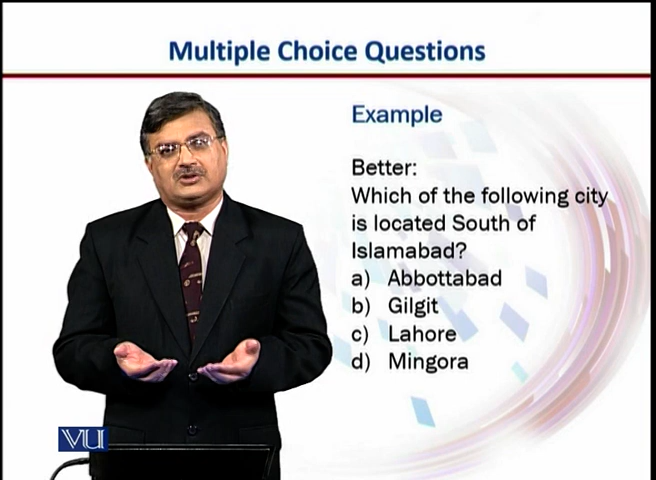 Multiple Choice Questions
Example
Better:
Which of the following city
is located South of
Islamabad?
a) Abbottabad
b) Gilgit
c) Lahore
d) Mingora
VU